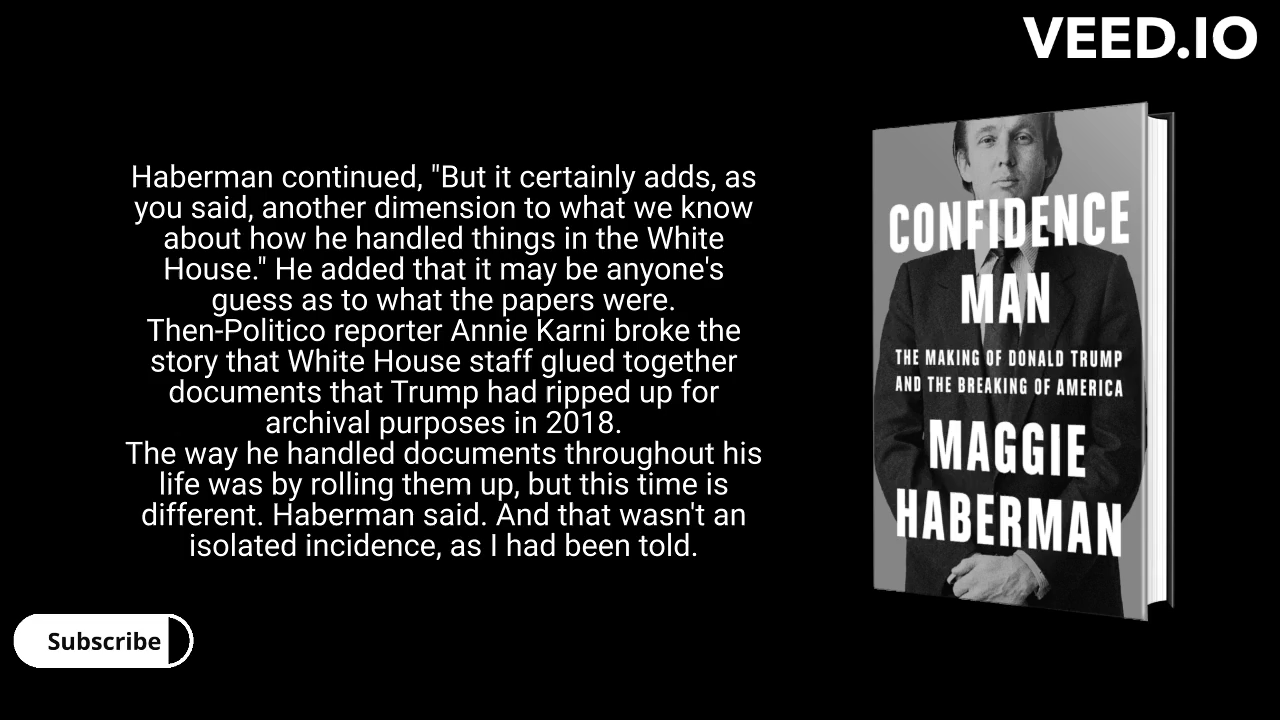 VEED.IO
Haberman continued, "But it certainly adds, as
you said, another dimension to what we know
about how he handled things in the White
House." He added that it may be anyone's
guess as to what the papers were.
Then-Politico reporter Annie Karni broke the
story that White House staff glued together
documents that Trump had ripped up for
archival purposes in 2018.
The way he handled documents throughout his
life was by rolling them up, but this time is
different. Haberman said. And that wasn't an
isolated incidence, as I had been told.
CONFIDENCE
MAN
THE MAKING OF DONALD TRUMP
AND THE BREAKING OF AMERICA
MAGGIE
HABERMAN
Subscribe